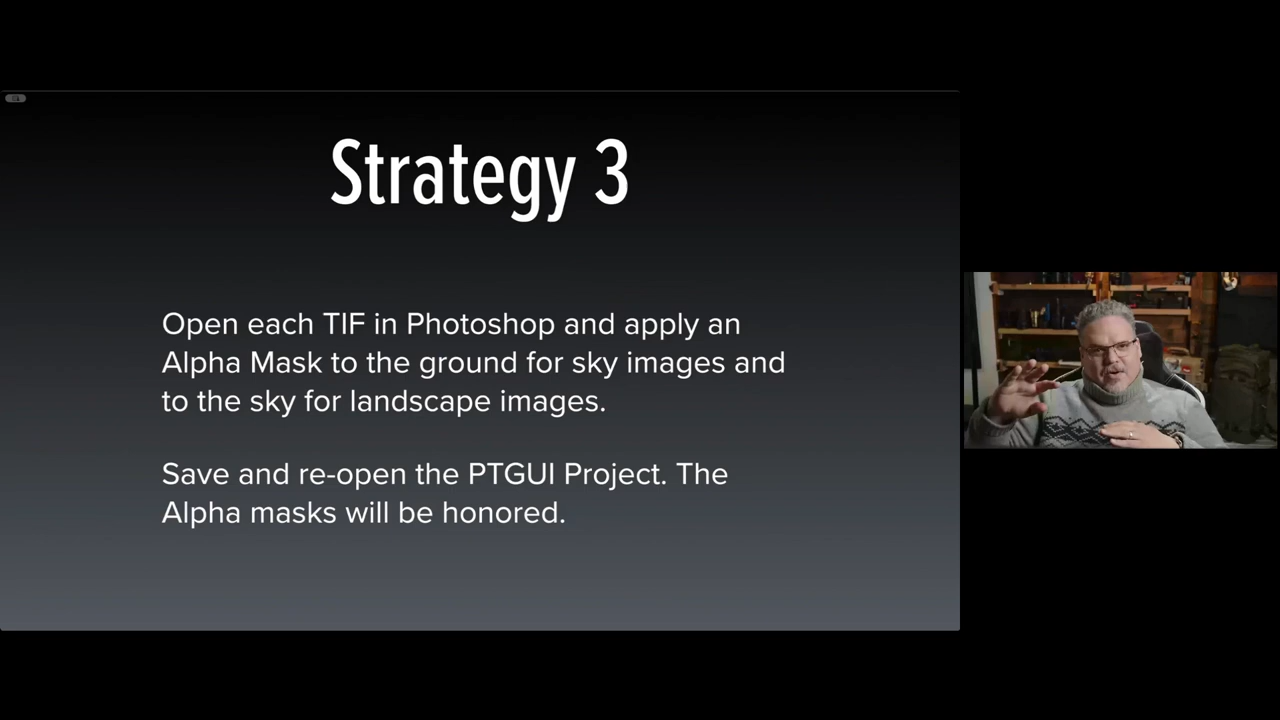 Strategy 3
Open each TIF in Photoshop and apply an
Alpha Mask to the ground for sky images and
to the sky for landscape images.
Save and re-open the PTGUI Project. The
Alpha masks will be honored.